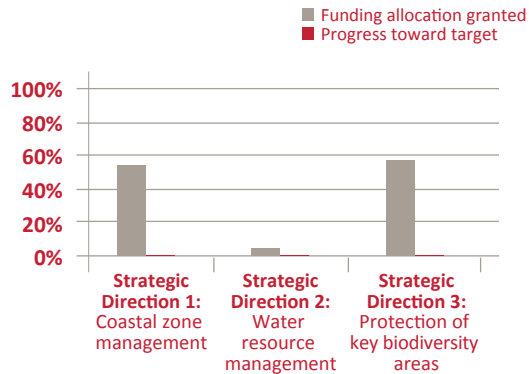 Funding allocation granted
Progress toward target
100%
80%
60%
40%
20%
0%
Strategic
Direction 1:
Coastal zone
management
Strategic
Direction 2:
Water
resource
management
Strategic
Direction 3:
Protection of
key biodiversity
areas